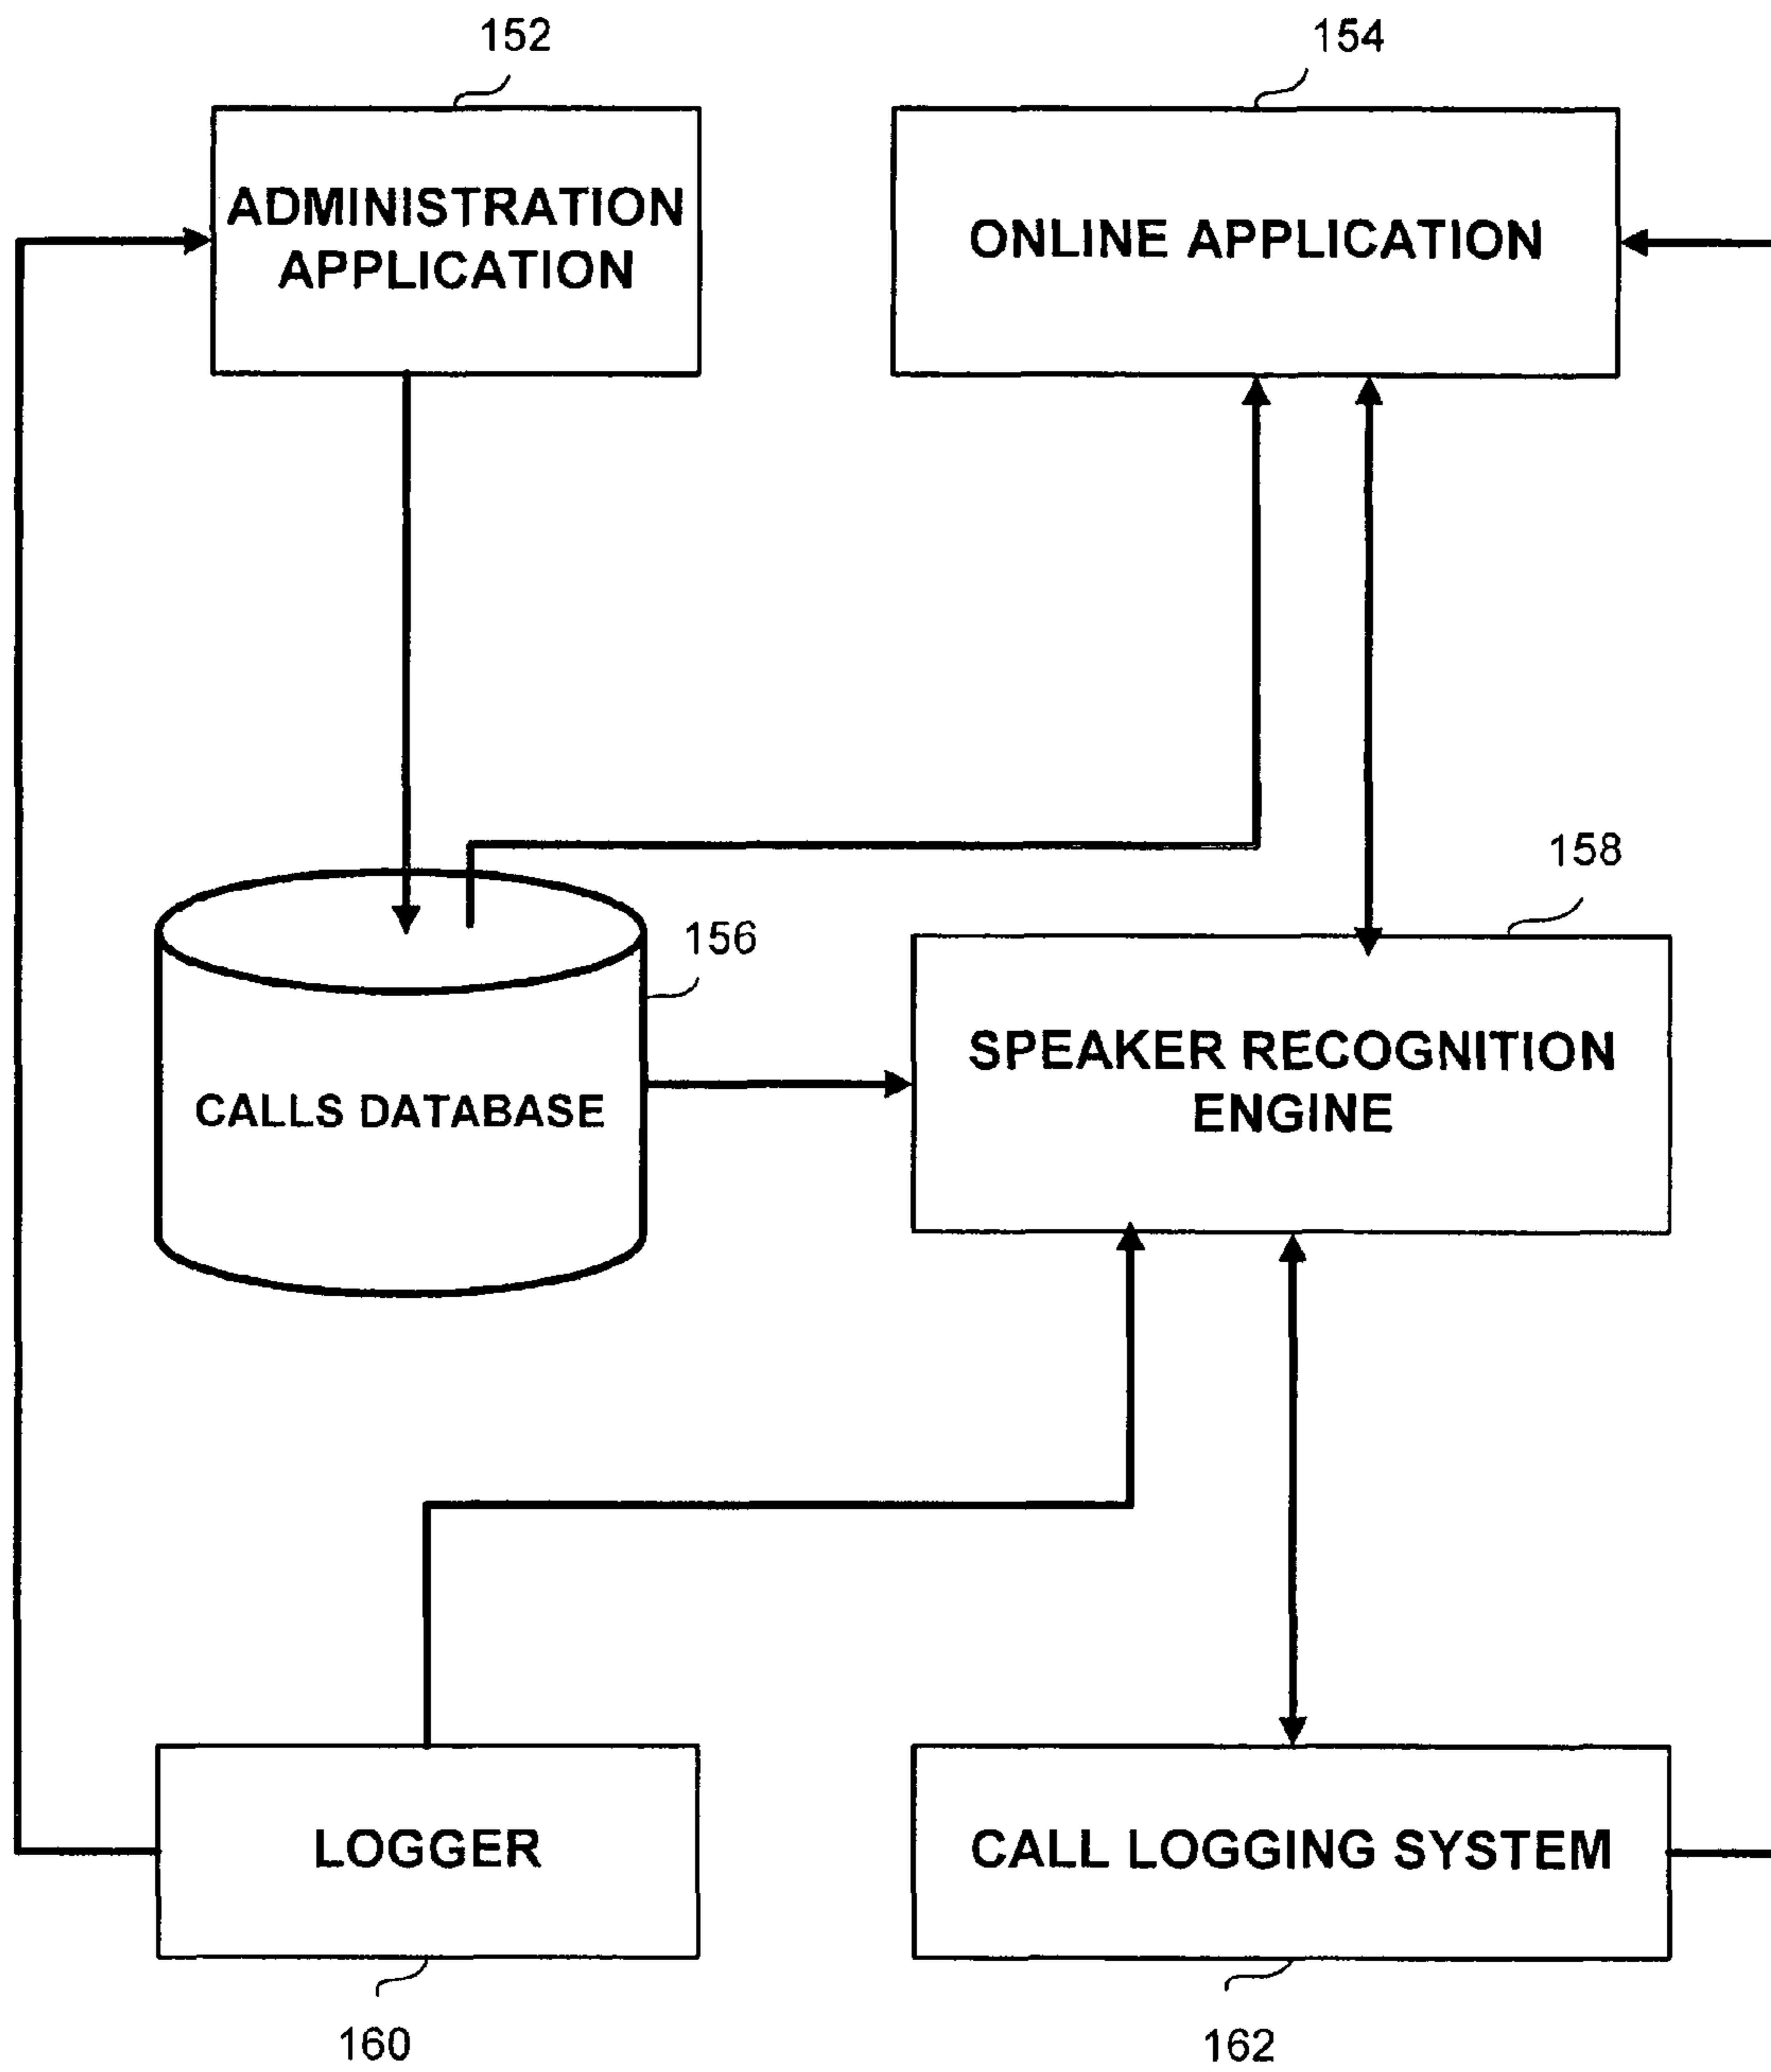 152
154
ADMINISTRATION
APPLICATION
ONLINE APPLICATION
158
156
SPEAKER RECOGNITION
ENGINE
CALLS DATABASE
LOGGER
CALL LOGGING SYSTEM
160
162